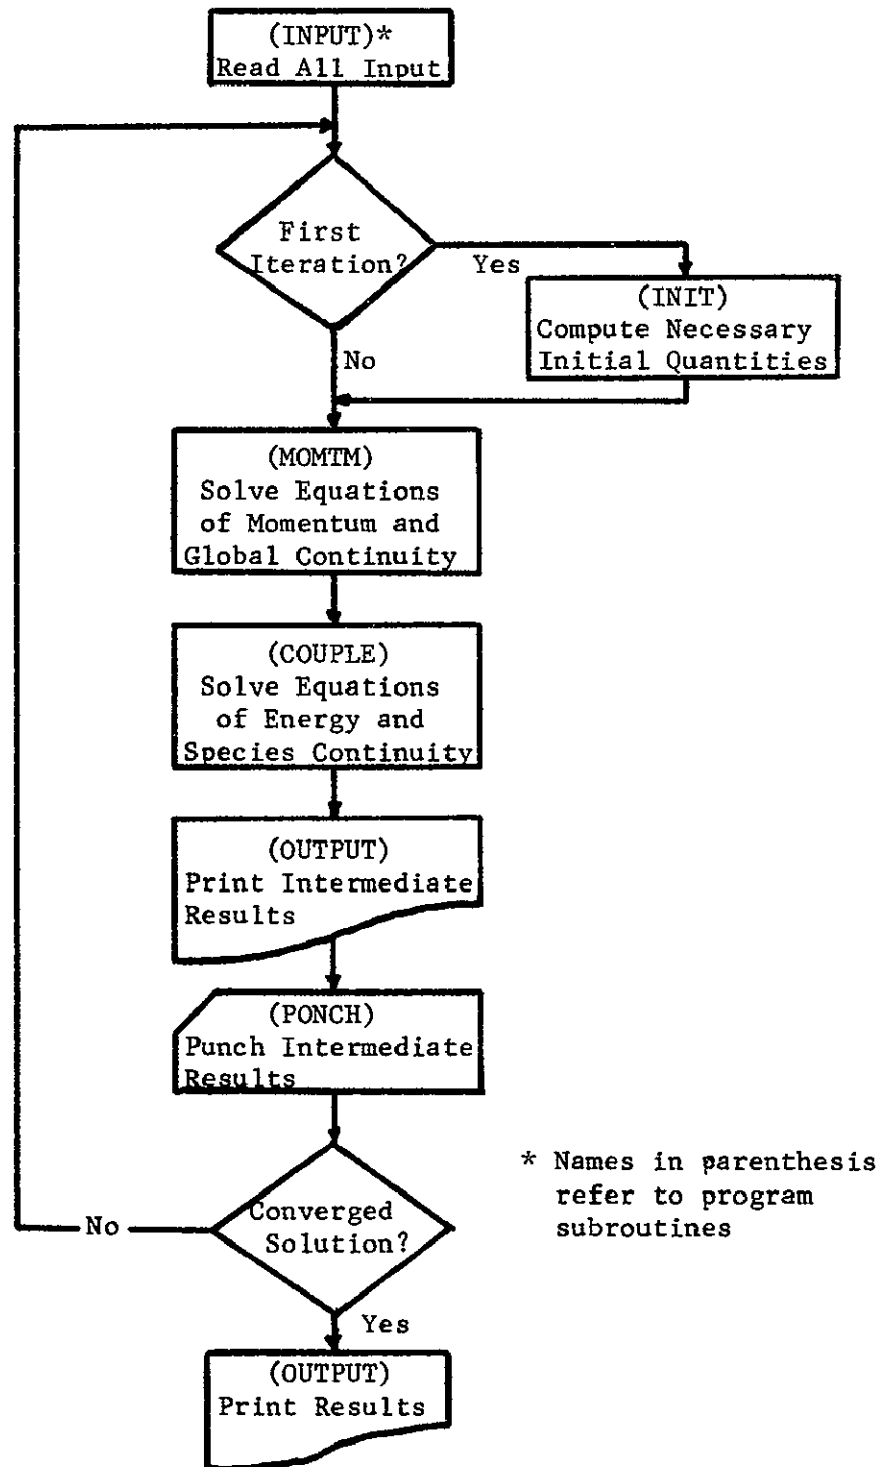 (INPUT)*
Read All Input
First
Iteration?
Yes
(INIT)
Compute Necessary
Initial Quantities
No
(MOMTM)
Solve Equations
of Momentum and
Global Continuity
(COUPLE)
Solve Equations
of Energy and
Species Continuity
(OUTPUT)
Print Intermediate
Results
(PONCH)
Punch Intermediate
Results
* Names in parenthesis
refer to program
subroutines
Converged
Solution?
No
Yes
(OUTPUT)
Print Results